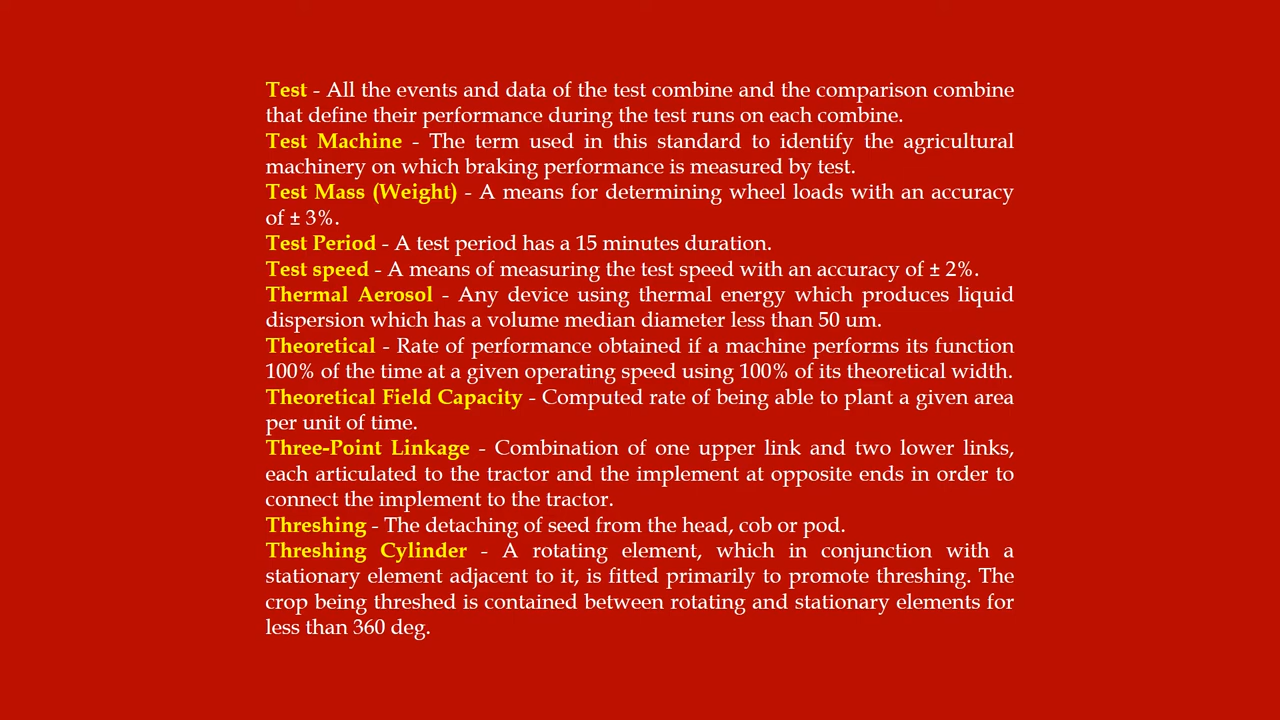 Test - All the events and data of the test combine and the comparison combine
that define their performance during the test runs on each combine.
Test Machine - The term used in this standard to identify the agricultural
machinery on which braking performance is measured by test.
Test Mass (Weight) - A means for determining wheel loads with an accuracy
of ± 3%.
Test Period - A test period has a 15 minutes duration.
Test speed - A means of measuring the test speed with an accuracy of ± 2%.
Thermal Aerosol - Any device using thermal energy which produces liquid
dispersion which has a volume median diameter less than 50 um.
Theoretical - Rate of performance obtained if a machine performs its function
100% of the time at a given operating speed using 100% of its theoretical width.
Theoretical Field Capacity - Computed rate of being able to plant a given area
per unit of time.
Three-Point Linkage - Combination of one upper link and two lower links,
each articulated to the tractor and the implement at opposite ends in order to
connect the implement to the tractor.
Threshing - The detaching of seed from the head, cob or pod.
Threshing Cylinder - A rotating element, which in conjunction with a
stationary element adjacent to it, is fitted primarily to promote threshing. The
crop being threshed is contained between rotating and stationary elements for
less than 360 deg.